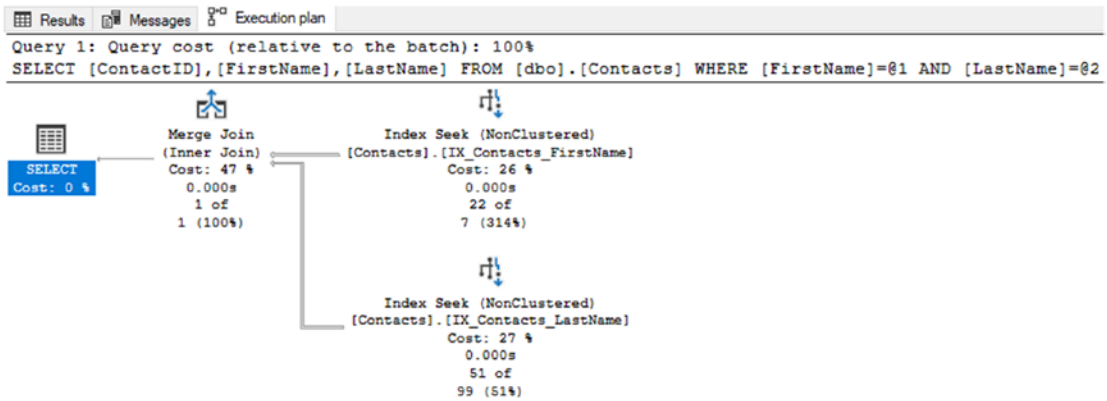 Results Messages Execution plan
Query 1: Query cost (relative to the batch): 100%
SELECT [ContactID],[FirstName],[LastName] FROM [dbo].[Contacts] WHERE [FirstName]=@1 AND [LastName]=@2
SELECT
Cost: 0 %
Merge Join
(Inner Join)
Cost: 47 %
0.000s
1 of
1 (100%)
Index Seek (NonClustered)
[Contacts].[IX_Contacts_FirstName]
Cost: 26 %
0.000s
22 of
7 (314%)
Index Seek (NonClustered)
[Contacts].[IX_Contacts_LastName]
Cost: 27 %
0.000s
51 of
99 (51%)